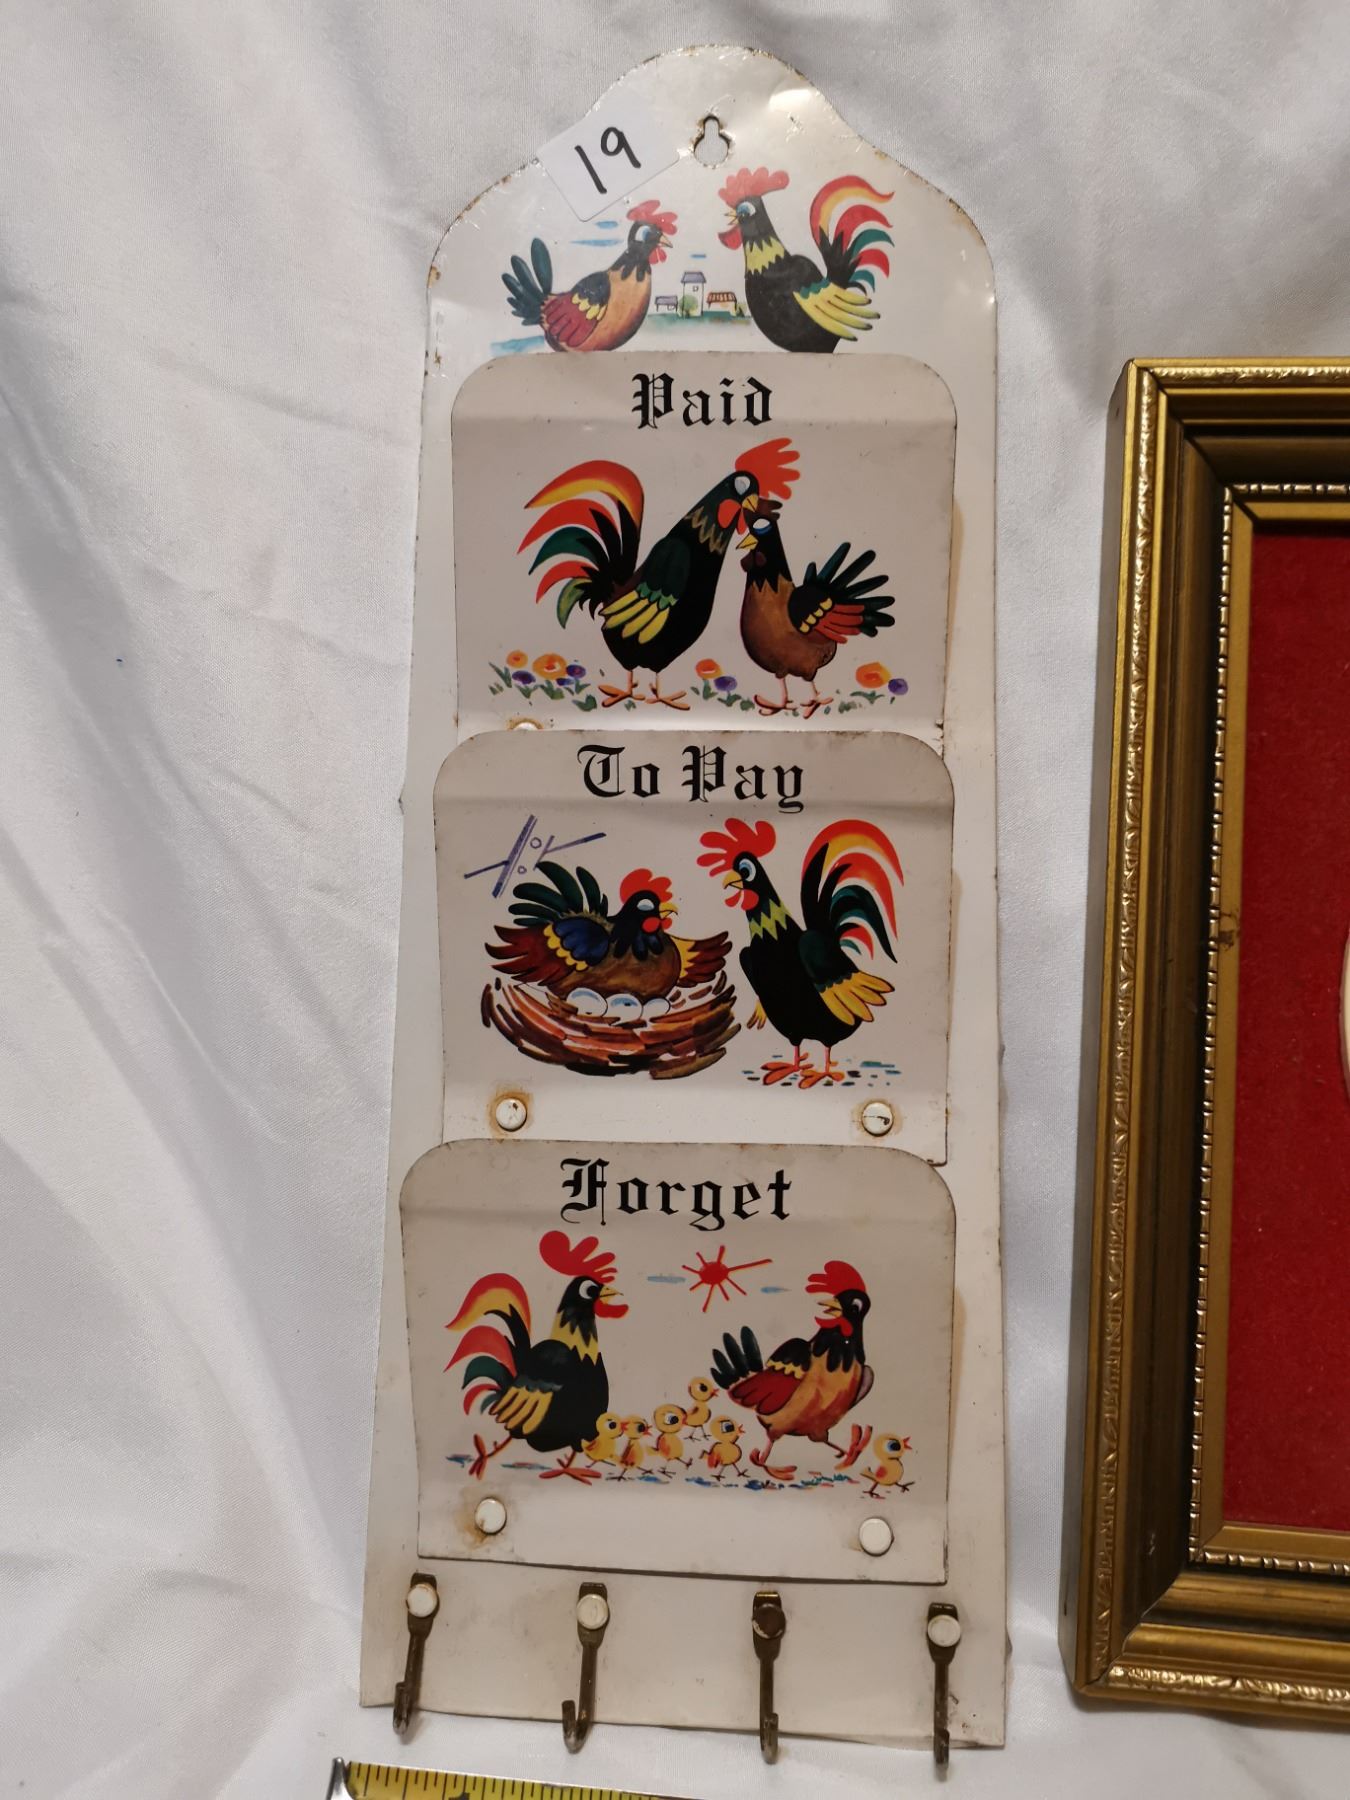 19
Paid
To Pay
Forget